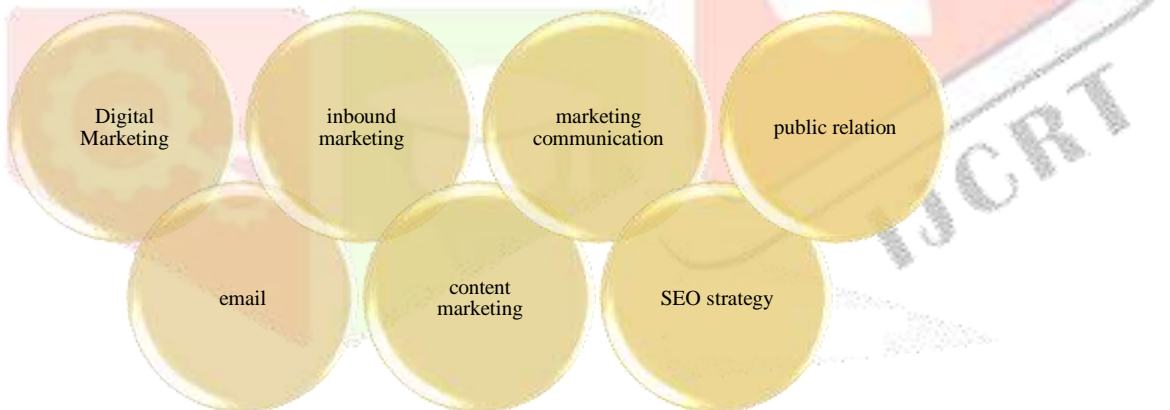 Digital
Marketing
inbound
marketing
marketing
communication
public relation
email
content
marketing
SEO strategy
IJCRT